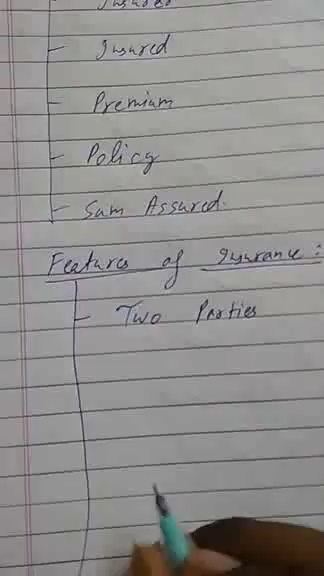 Insured
Premium
Policy
Sum Assured.
Features of Insurance:
Two Parties